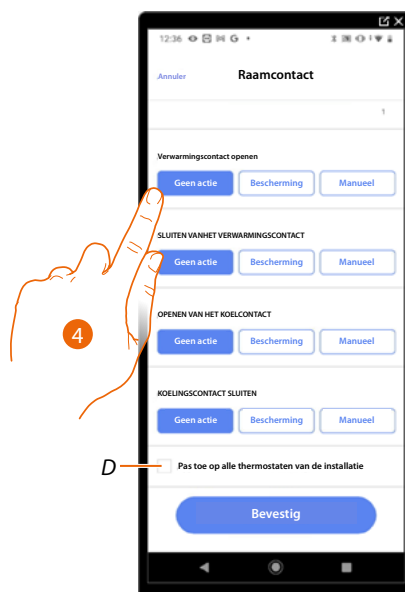 12:36 G
Annuler Raamcontact
1
Verwarmingscontact openen
Geen actie Bescherming Manueel
SLUITEN VANHET VERWARMINGSCONTACT
Geen actie Bescherming Manueel
OPENEN VAN HET KOELCONTACT
Geen actie Bescherming Manueel
KOELINGSCONTACT SLUITEN
Geen actie Bescherming Manueel
D Pas toe op alle thermostaten van de installatie
Bevestig
4